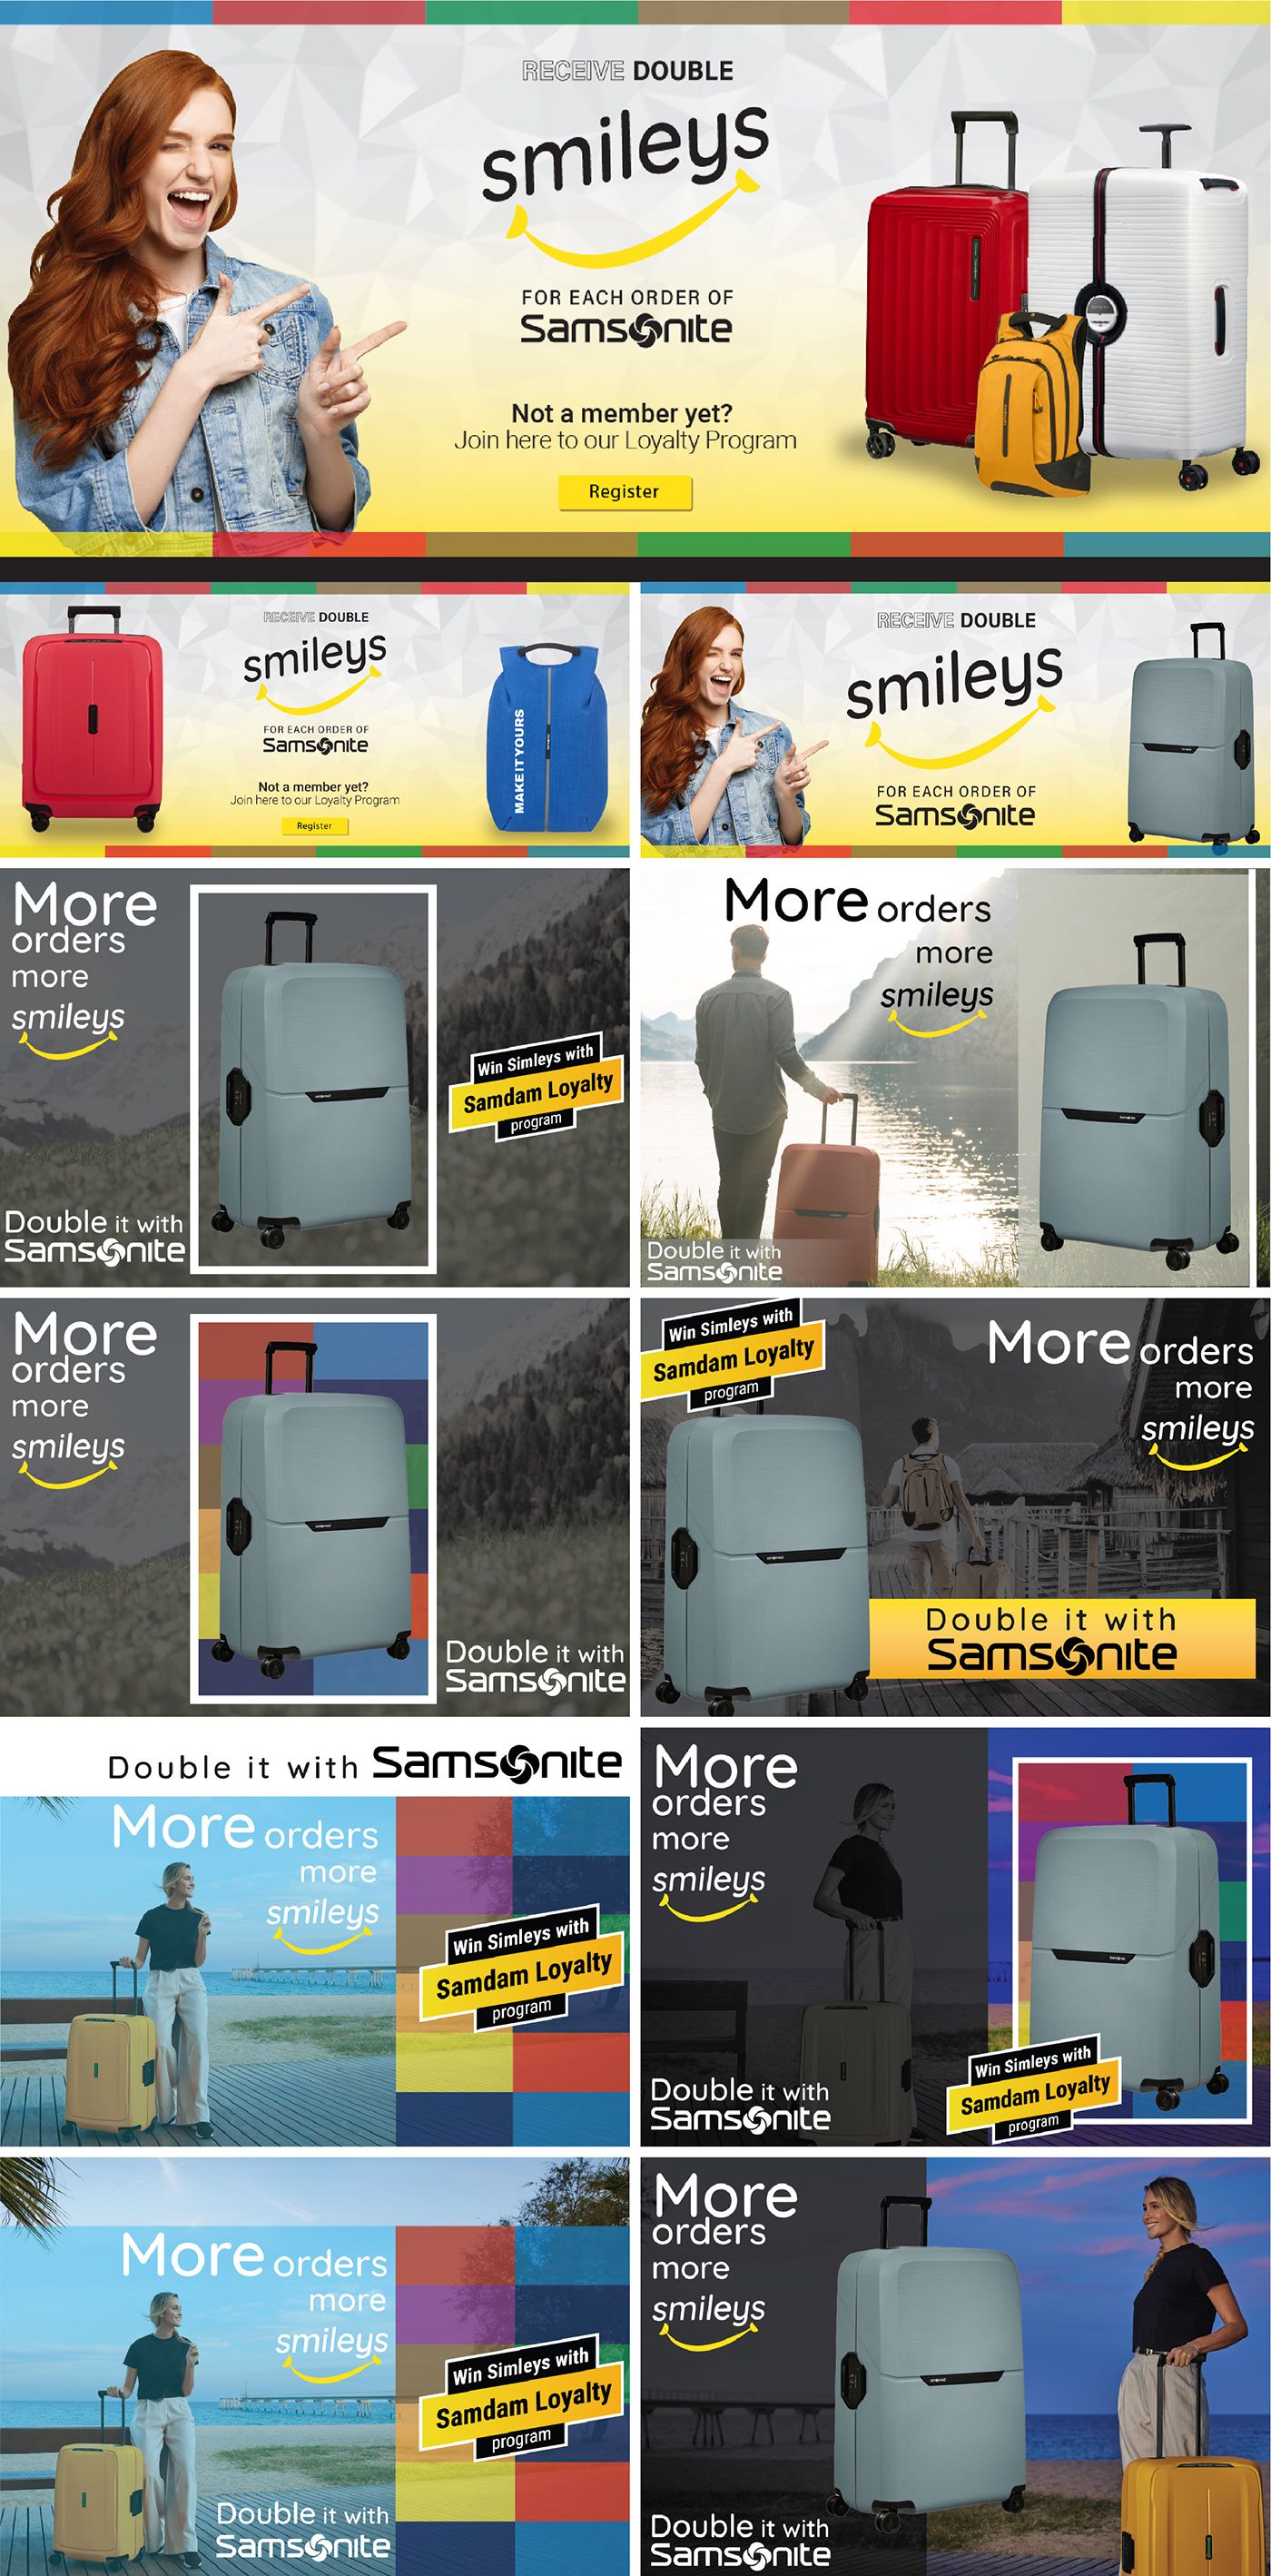 RECEIVE DOUBLE
smileys
FOR EACH ORDER OF
Samsonite
Not a member yet?
Join here to our Loyalty Program
Register
RECEIVE DOUBLE
smileys
FOR EACH ORDER OF
Samsonite
Not a member yet?
Join here to our Loyalty Program
Register
MAKE IT YOURS
RECEIVE DOUBLE
smileys
FOR EACH ORDER OF
Samsonite
More
orders
more
smileys
Win Simleys with
Samdam Loyalty
program
Double it with
Samsonite
More orders
more
smileys
Double it with
Samsonite
More
orders
more
smileys
Double it with
Samsonite
Win Simleys with
Samdam Loyalty
program
More orders
more
smileys
Double it with
Samsonite
Double it with Samsonite
More orders
more
smileys
Win Simleys with
Samdam Loyalty
program
More
orders
more
smileys
Double it with
Samsonite
Win Simleys with
Samdam Loyalty
program
More orders
more
smileys
Win Simleys with
Samdam Loyalty
program
Double it with
Samsonite
More
orders
more
smileys
Double it with
Samsonite